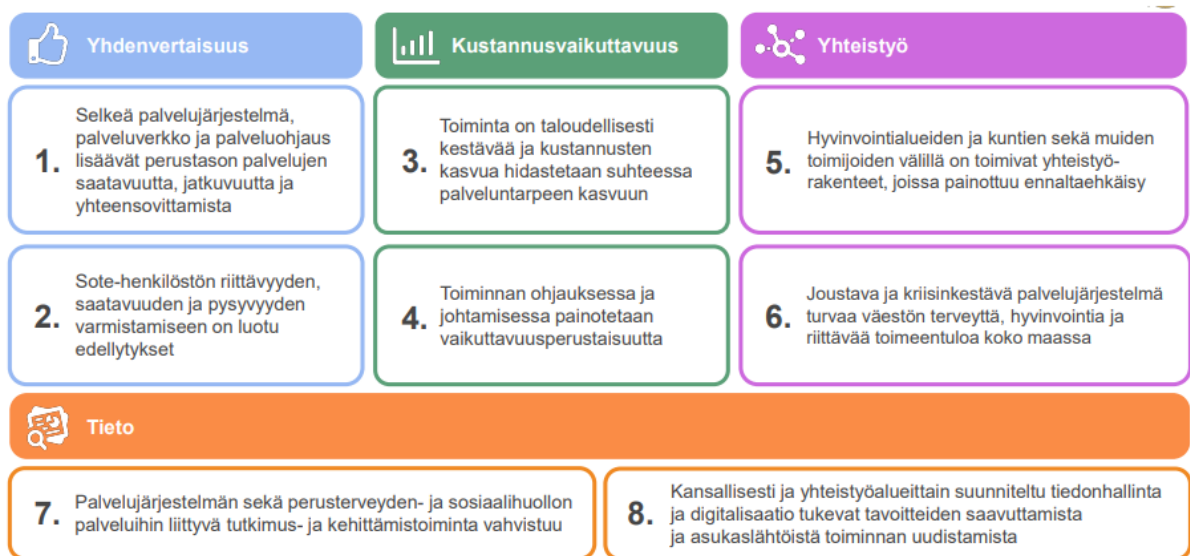 Yhdenvertaisuus
Kustannusvaikuttavuus
Yhteistyö
1.
Selkeä palvelujärjestelmä,
palveluverkko ja palveluohjaus
lisäävät perustason palvelujen
saatavuutta, jatkuvuutta ja
yhteensovittamista
3.
Toiminta on taloudellisesti
kestävää ja kustannusten
kasvua hidastetaan suhteessa
palveluntarpeen kasvuun
5.
Hyvinvointialueiden ja kuntien sekä muiden
toimijoiden välillä on toimivat yhteistyö-
rakenteet, joissa painottuu ennaltaehkäisy
2.
Sote-henkilöstön riittävyyden,
saatavuuden ja pysyvyyden
varmistamiseen on luotu
edellytykset
4.
Toiminnan ohjauksessa ja
johtamisessa painotetaan
vaikuttavuusperustaisuutta
6.
Joustava ja kriisinkestävä palvelujärjestelmä
turvaa väestön terveyttä, hyvinvointia ja
riittävää toimeentuloa koko maassa
Tieto
7.
Palvelujärjestelmän sekä perusterveyden- ja sosiaalihuollon
palveluihin liittyvä tutkimus- ja kehittämistoiminta vahvistuu
8.
Kansallisesti ja yhteistyöalueittain suunniteltu tiedonhallinta
ja digitalisaatio tukevat tavoitteiden saavuttamista
ja asukaslähtöistä toiminnan uudistamista